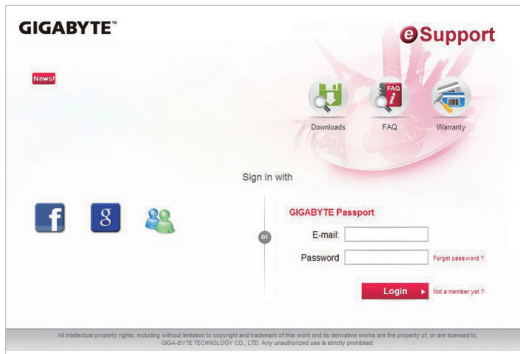 GIGABYTE™
eSupport
News!
FAQ
i
Downloads
FAQ
Warranty
Sign in with
f
g
or
GIGABYTE Passport
E-mail:
Password
Forget password ?
Login
Not a member yet ?
All intellectual property rights, including without limitation to copyright and trademark of this work and its derivative works are the property of, or are licensed to,
GIGA-BYTE TECHNOLOGY CO., LTD. Any unauthorized use is strictly prohibited.